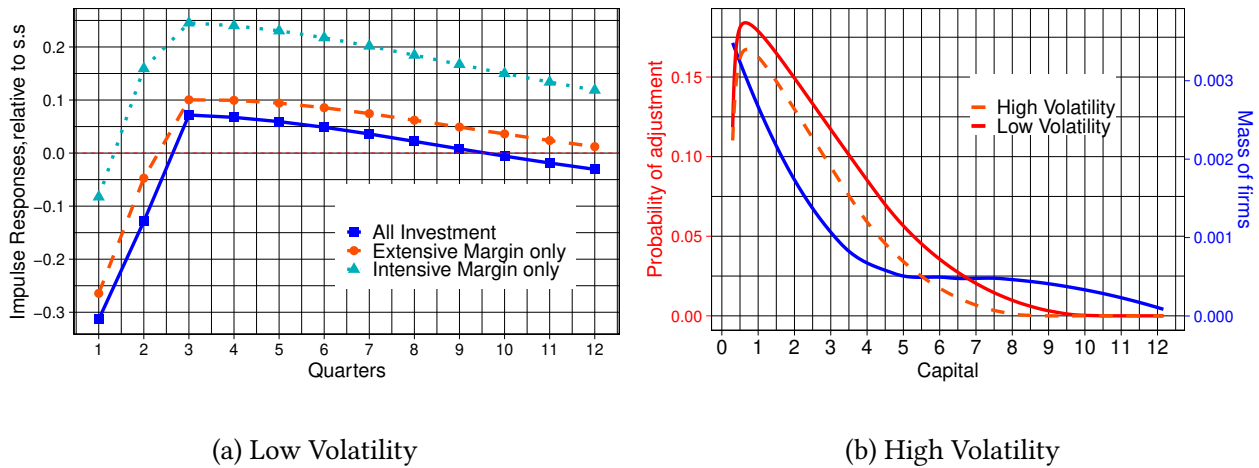 Impulse Responses, relative to s.s
0.2
0.1
0.0
−0.1
−0.2
−0.3
All Investment
Extensive Margin only
Intensive Margin only
1 2 3 4 5 6 7 8 9 10 11 12
Quarters
(a) Low Volatility
Probability of adjustment
0.15
0.10
0.05
0.00
High Volatility
Low Volatility
0.003
0.002
0.001
0.000
Mass of firms
0 1 2 3 4 5 6 7 8 9 10 11 12
Capital
(b) High Volatility